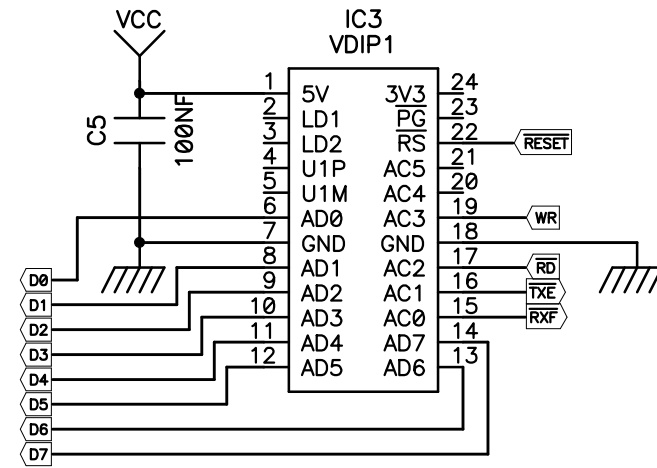 VCC
IC3
VDIP1
C5
100NF
1 5V 3V3 24
2 LD1 PG 23
3 LD2 RS 22 RESET
4 U1P AC5 21
5 U1M AC4 20
6 AD0 AC3 19 WR
7 GND GND 18
8 AD1 AC2 17 RD
9 AD2 AC1 16 TXE
10 AD3 AC0 15 RXF
11 AD4 AD7 14
12 AD5 AD6 13
D0
D1
D2
D3
D4
D5
D6
D7